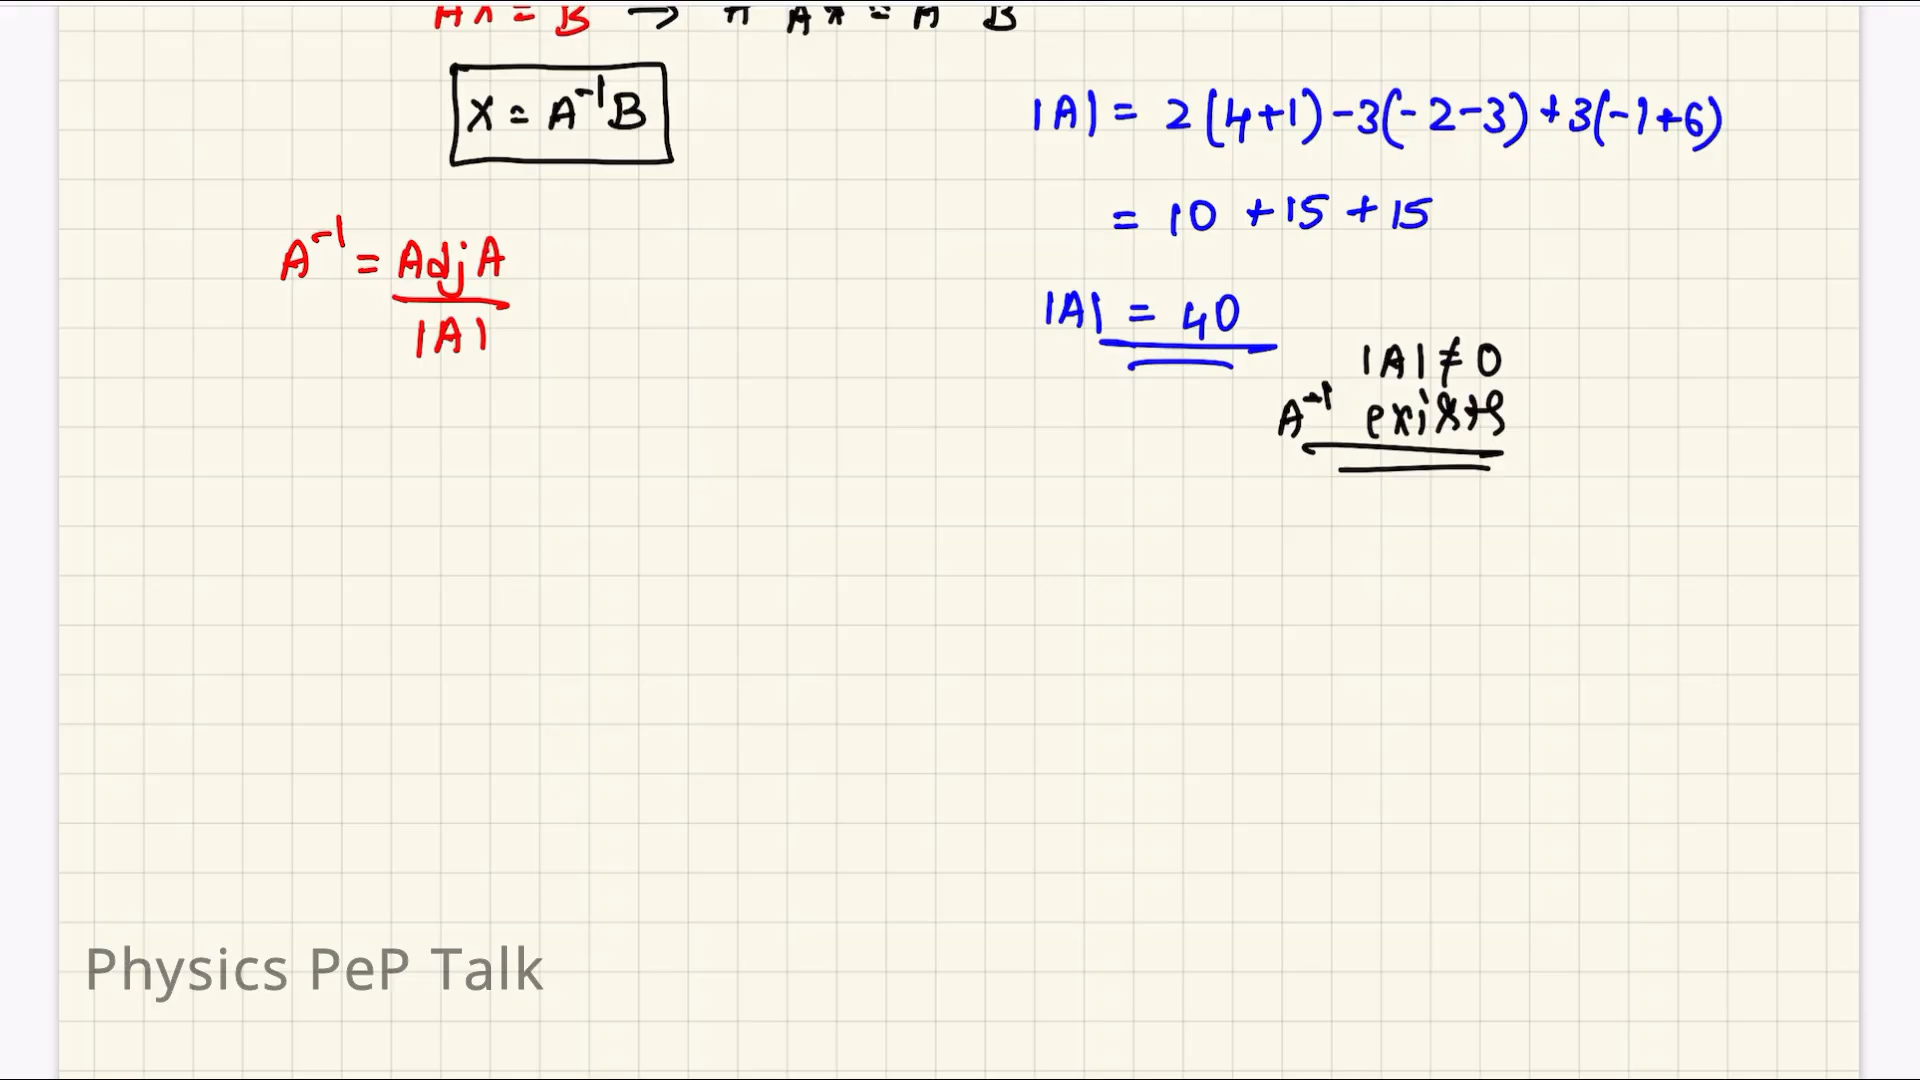 X = A⁻¹B
|A| = 2(4+1)-3(-2-3)+3(-1+6)
= 10 +15 +15
A⁻¹ = Adj A
|A|
|A| = 40
|A| ≠ 0
A⁻¹ exists
Physics PeP Talk